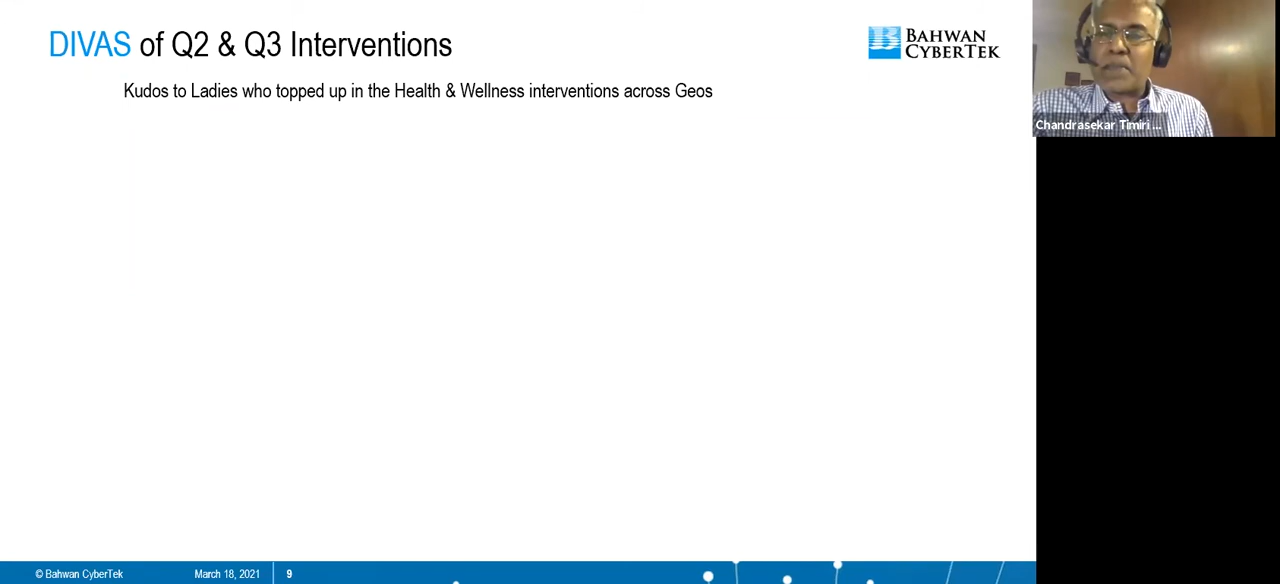 DIVAS of Q2 & Q3 Interventions
BAHWAN
CYBERTEK
Kudos to Ladies who topped up in the Health & Wellness interventions across Geos
Chandrasekar Timiri ...
© Bahwan CyberTek
March 18, 2021
9